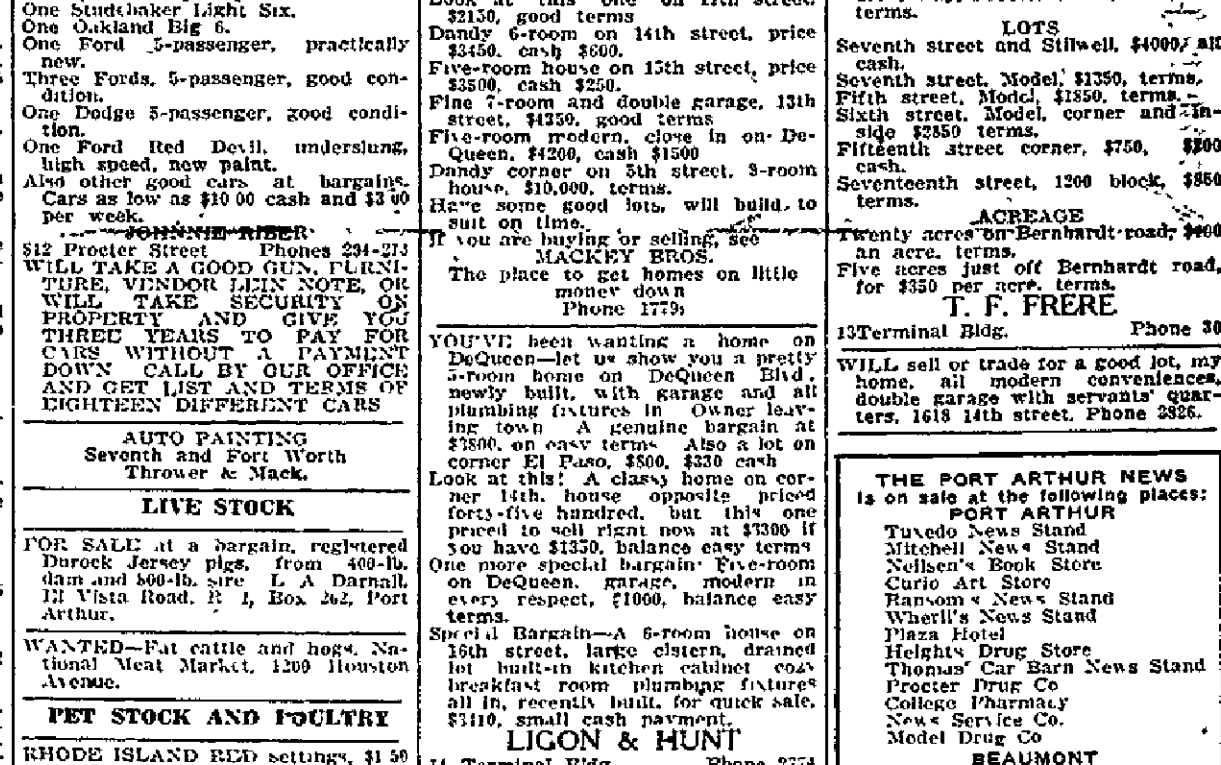 One Studebaker Light Six.
One Oakland Big 6.
One Ford 5-passenger, practically
new.
Three Fords, 5-passenger, good con-
dition.
One Dodge 5-passenger, good condi-
tion.
One Ford Red Devil, underslung,
high speed, new paint.
Also other good cars at bargains.
Cars as low as $10 00 cash and $3 00
per week.
JOHNNIE RIBER
512 Procter Street Phones 234-273
WILL TAKE A GOOD GUN, FURNI-
TURE, VENDOR LEIN NOTE, OR
WILL TAKE SECURITY ON
PROPERTY AND GIVE YOU
THREE YEARS TO PAY FOR
CARS WITHOUT A PAYMENT
DOWN CALL BY OUR OFFICE
AND GET LIST AND TERMS OF
EIGHTEEN DIFFERENT CARS
AUTO PAINTING
Seventh and Fort Worth
Thrower & Mack.
LIVE STOCK
FOR SALE at a bargain, registered
Durock Jersey pigs, from 400-lb.
dam and 800-lb. sire L A Darnall,
El Vista Road, R 1, Box 262, Port
Arthur.
WANTED—Fat cattle and hogs. Na-
tional Meat Market, 1200 Houston
Avenue.
PET STOCK AND POULTRY
RHODE ISLAND RED settings, $1 50
Look at this one on 15th street.
$2150, good terms
Dandy 6-room on 14th street, price
$3450, cash $600.
Five-room house on 15th street, price
$3500, cash $250.
Fine 7-room and double garage, 13th
street, $4350, good terms
Five-room modern, close in on De-
Queen, $4200, cash $1500
Dandy corner on 5th street, 8-room
house, $10,000, terms.
Have some good lots, will build to
suit on time.
If you are buying or selling, see
MACKEY BROS.
The place to get homes on little
money down
Phone 1779
YOU'VE been wanting a home on
DeQueen—let us show you a pretty
5-room home on DeQueen Blvd,
newly built, with garage and all
plumbing fixtures in Owner leav-
ing town A genuine bargain at
$3800, on easy terms Also a lot on
corner El Paso, $800, $330 cash
Look at this! A classy home on cor-
ner 14th, house opposite priced
forty-five hundred, but this one
priced to sell right now at $3300 if
you have $1350, balance easy terms
One more special bargain: Five-room
on DeQueen, garage, modern in
every respect, $1000, balance easy
terms.
Special Bargain—A 6-room house on
16th street, large cistern, drained
lot built-in kitchen cabinet cosy
breakfast room plumbing fixtures
all in, recently built, for quick sale,
$3110, small cash payment.
LIGON & HUNT
11 Terminal Bldg Phone 2774
terms.
LOTS
Seventh street and Stilwell, $4000, all
cash.
Seventh street, Model, $1350, terms.
Fifth street, Model, $1850, terms.
Sixth street, Model, corner and in-
side $2850 terms.
Fifteenth street corner, $750, $200
cash.
Seventeenth street, 1200 block, $850
terms.
ACREAGE
Twenty acres on Bernhardt road, $400
an acre, terms.
Five acres just off Bernhardt road,
for $350 per acre, terms.
T. F. FRERE
13Terminal Bldg. Phone 30
WILL sell or trade for a good lot, my
home, all modern conveniences,
double garage with servants' quar-
ters, 1618 14th street. Phone 2826.
THE PORT ARTHUR NEWS
is on sale at the following places:
PORT ARTHUR
Tuxedo News Stand
Mitchell News Stand
Neilsen's Book Store
Curio Art Store
Ransom's News Stand
Wherli's News Stand
Plaza Hotel
Heights Drug Store
Thomas' Car Barn News Stand
Procter Drug Co
College Pharmacy
News Service Co.
Model Drug Co
BEAUMONT